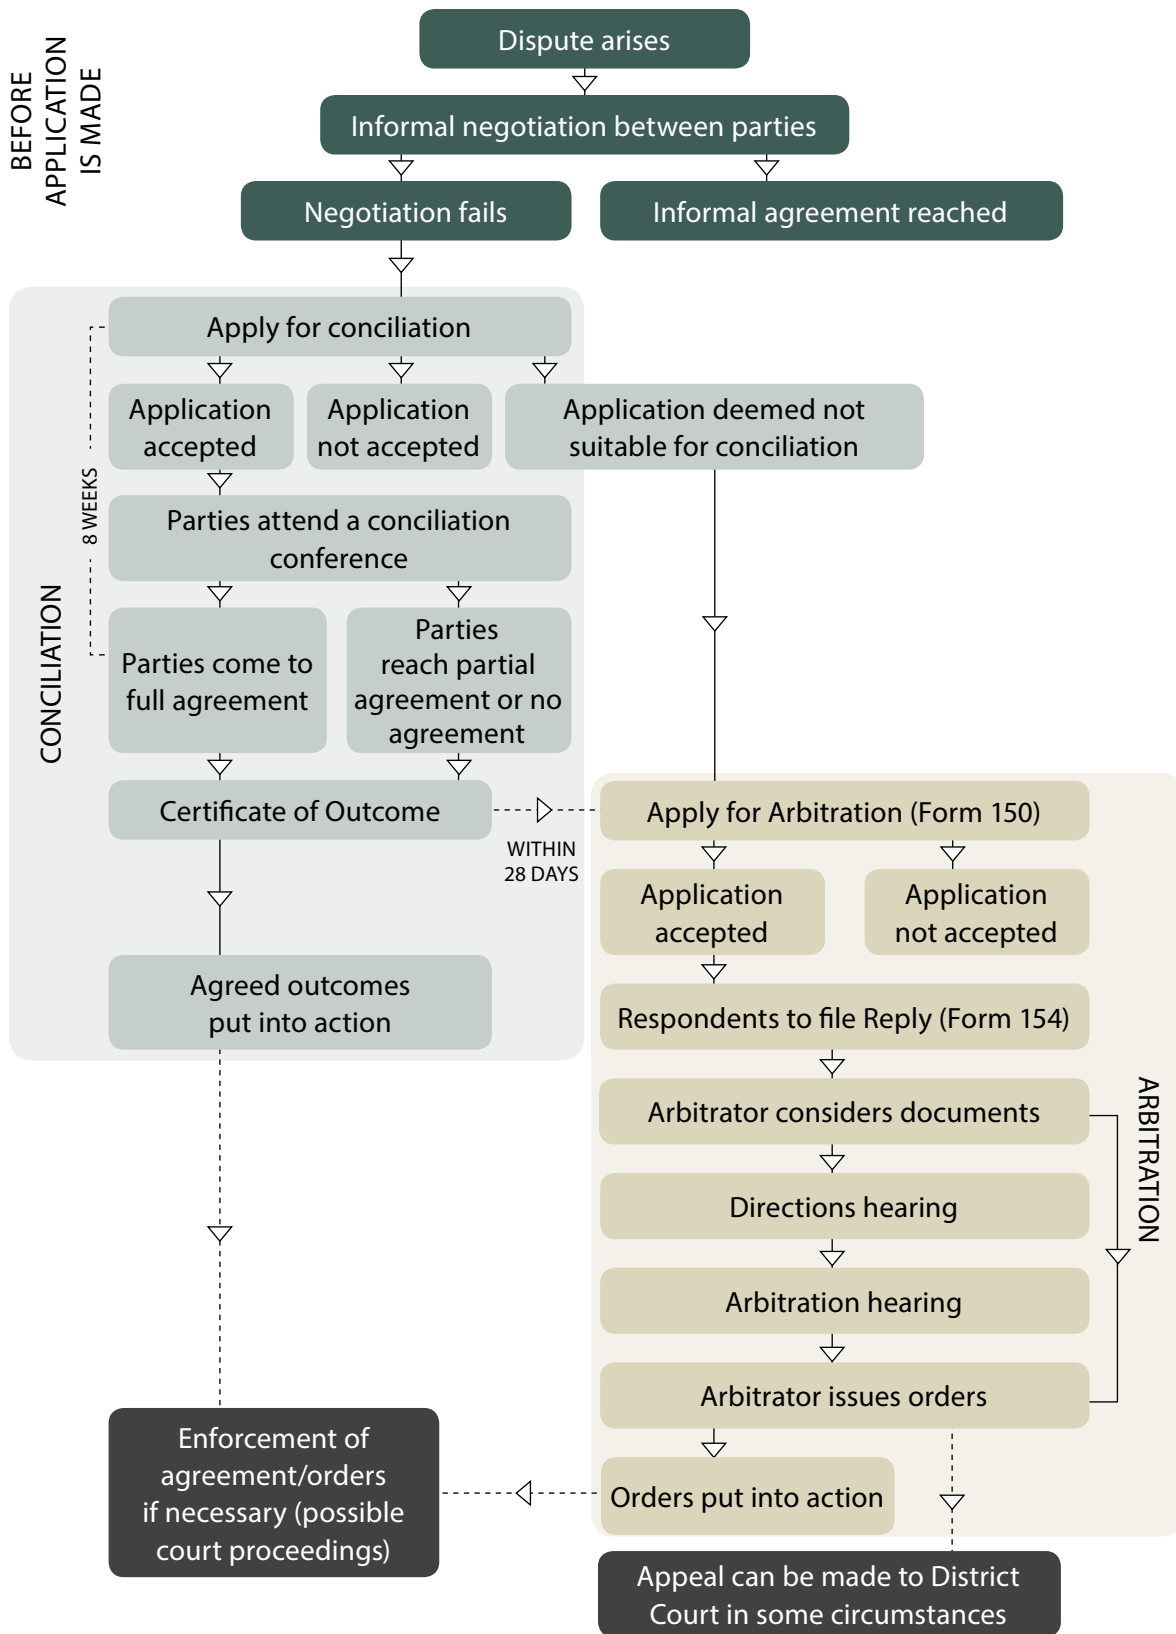 BEFORE
APPLICATION
IS MADE
Dispute arises
Informal negotiation between parties
Negotiation fails
Informal agreement reached
CONCILIATION
8 WEEKS
Apply for conciliation
Application
accepted
Application
not accepted
Application deemed not
suitable for conciliation
Parties attend a conciliation
conference
Parties come to
full agreement
Parties
reach partial
agreement or no
agreement
Certificate of Outcome
WITHIN
28 DAYS
Agreed outcomes
put into action
ARBITRATION
Apply for Arbitration (Form 150)
Application
accepted
Application
not accepted
Respondents to file Reply (Form 154)
Arbitrator considers documents
Directions hearing
Arbitration hearing
Arbitrator issues orders
Orders put into action
Enforcement of
agreement/orders
if necessary (possible
court proceedings)
Appeal can be made to District
Court in some circumstances